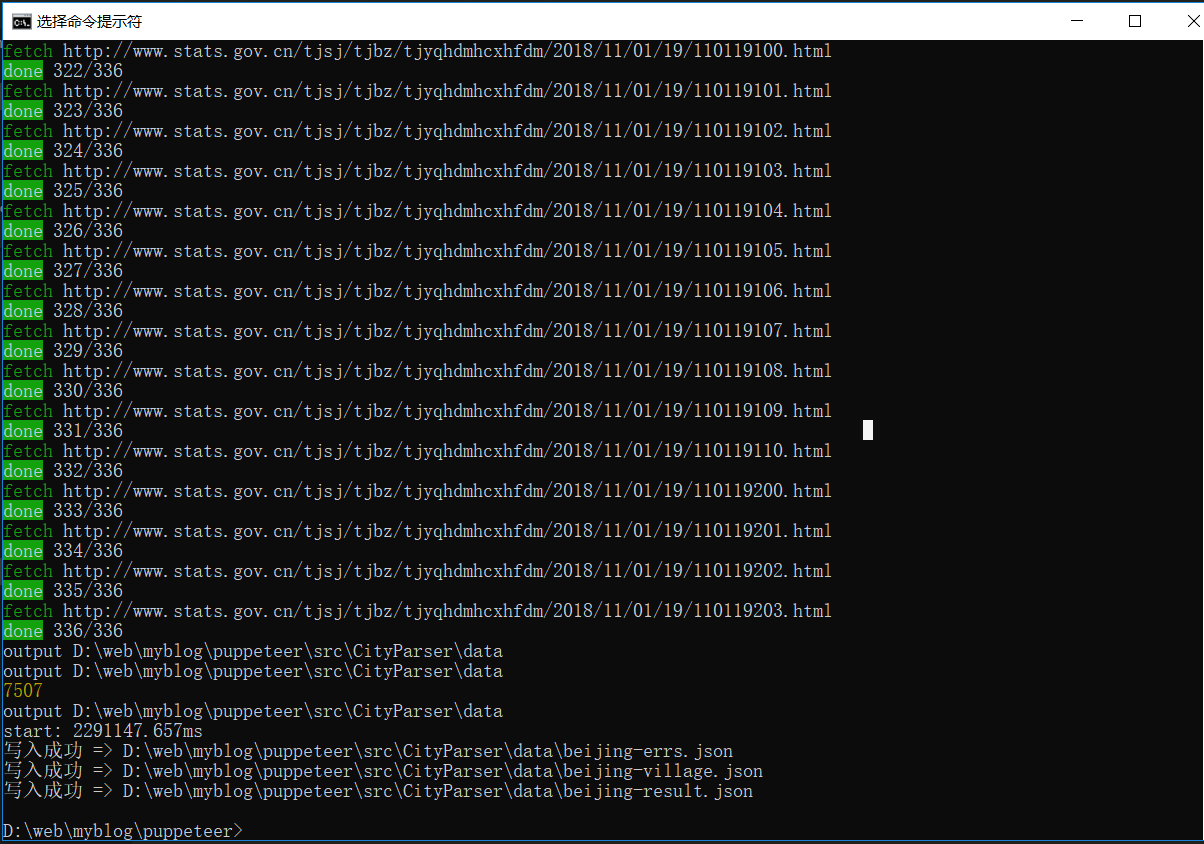 选择命令提示符
fetch http://www.stats.gov.cn/tjsj/tjbz/tjyqhdmhcxhfdm/2018/11/01/19/110119100.html
done 322/336
fetch http://www.stats.gov.cn/tjsj/tjbz/tjyqhdmhcxhfdm/2018/11/01/19/110119101.html
done 323/336
fetch http://www.stats.gov.cn/tjsj/tjbz/tjyqhdmhcxhfdm/2018/11/01/19/110119102.html
done 324/336
fetch http://www.stats.gov.cn/tjsj/tjbz/tjyqhdmhcxhfdm/2018/11/01/19/110119103.html
done 325/336
fetch http://www.stats.gov.cn/tjsj/tjbz/tjyqhdmhcxhfdm/2018/11/01/19/110119104.html
done 326/336
fetch http://www.stats.gov.cn/tjsj/tjbz/tjyqhdmhcxhfdm/2018/11/01/19/110119105.html
done 327/336
fetch http://www.stats.gov.cn/tjsj/tjbz/tjyqhdmhcxhfdm/2018/11/01/19/110119106.html
done 328/336
fetch http://www.stats.gov.cn/tjsj/tjbz/tjyqhdmhcxhfdm/2018/11/01/19/110119107.html
done 329/336
fetch http://www.stats.gov.cn/tjsj/tjbz/tjyqhdmhcxhfdm/2018/11/01/19/110119108.html
done 330/336
fetch http://www.stats.gov.cn/tjsj/tjbz/tjyqhdmhcxhfdm/2018/11/01/19/110119109.html
done 331/336
fetch http://www.stats.gov.cn/tjsj/tjbz/tjyqhdmhcxhfdm/2018/11/01/19/110119110.html
done 332/336
fetch http://www.stats.gov.cn/tjsj/tjbz/tjyqhdmhcxhfdm/2018/11/01/19/110119200.html
done 333/336
fetch http://www.stats.gov.cn/tjsj/tjbz/tjyqhdmhcxhfdm/2018/11/01/19/110119201.html
done 334/336
fetch http://www.stats.gov.cn/tjsj/tjbz/tjyqhdmhcxhfdm/2018/11/01/19/110119202.html
done 335/336
fetch http://www.stats.gov.cn/tjsj/tjbz/tjyqhdmhcxhfdm/2018/11/01/19/110119203.html
done 336/336
output D:\web\myblog\puppeteer\src\CityParser\data
output D:\web\myblog\puppeteer\src\CityParser\data
7507
output D:\web\myblog\puppeteer\src\CityParser\data
start: 2291147.657ms
写入成功 => D:\web\myblog\puppeteer\src\CityParser\data\beijing-errs.json
写入成功 => D:\web\myblog\puppeteer\src\CityParser\data\beijing-village.json
写入成功 => D:\web\myblog\puppeteer\src\CityParser\data\beijing-result.json
D:\web\myblog\puppeteer>